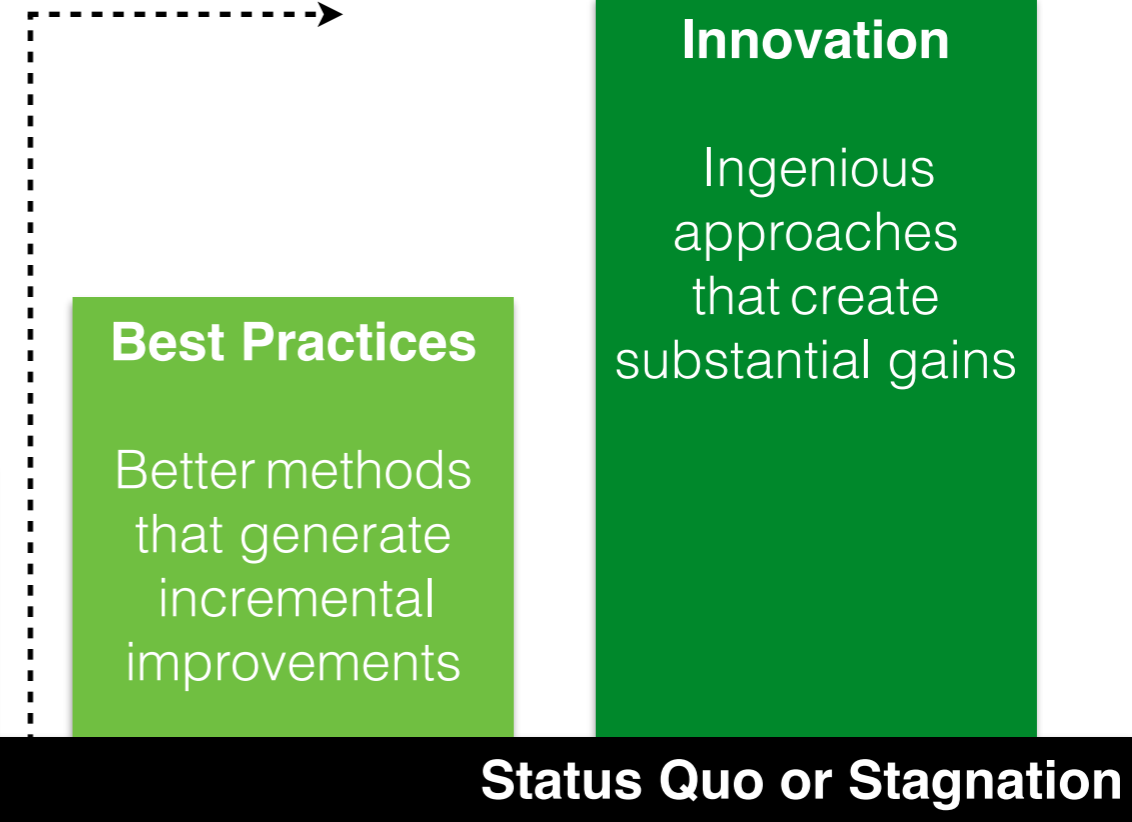 Innovation
Ingenious
approaches
that create
substantial gains
Best Practices
Better methods
that generate
incremental
improvements
Status Quo or Stagnation